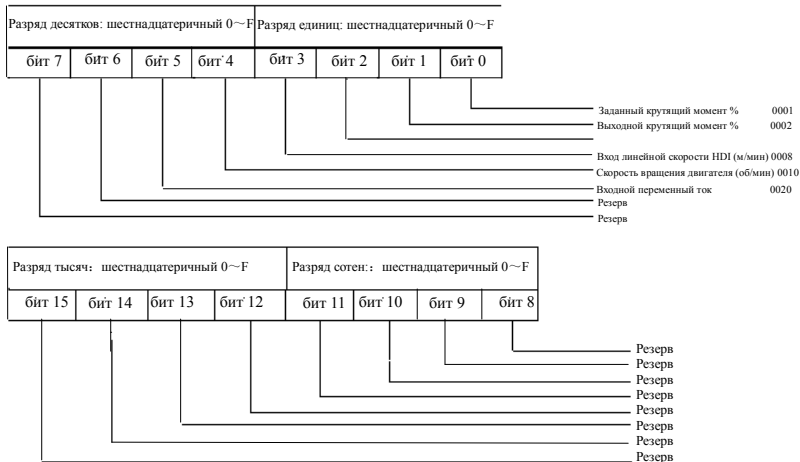 Разряд десятков: шестнадцатеричный 0～F Разряд единиц: шестнадцатеричный 0～F
бит 7 бит 6 бит 5 бит 4 бит 3 бит 2 бит 1 бит 0
Заданный крутящий момент % 0001
Выходной крутящий момент % 0002
Вход линейной скорости HDI (м/мин) 0008
Скорость вращения двигателя (об/мин) 0010
Входной переменный ток 0020
Резерв
Резерв
Разряд тысяч：шестнадцатеричный 0～F Разряд сотен:：шестнадцатеричный 0～F
бит 15 бит 14 бит 13 бит 12 бит 11 бит 10 бит 9 бит 8
Резерв
Резерв
Резерв
Резерв
Резерв
Резерв
Резерв
Резерв